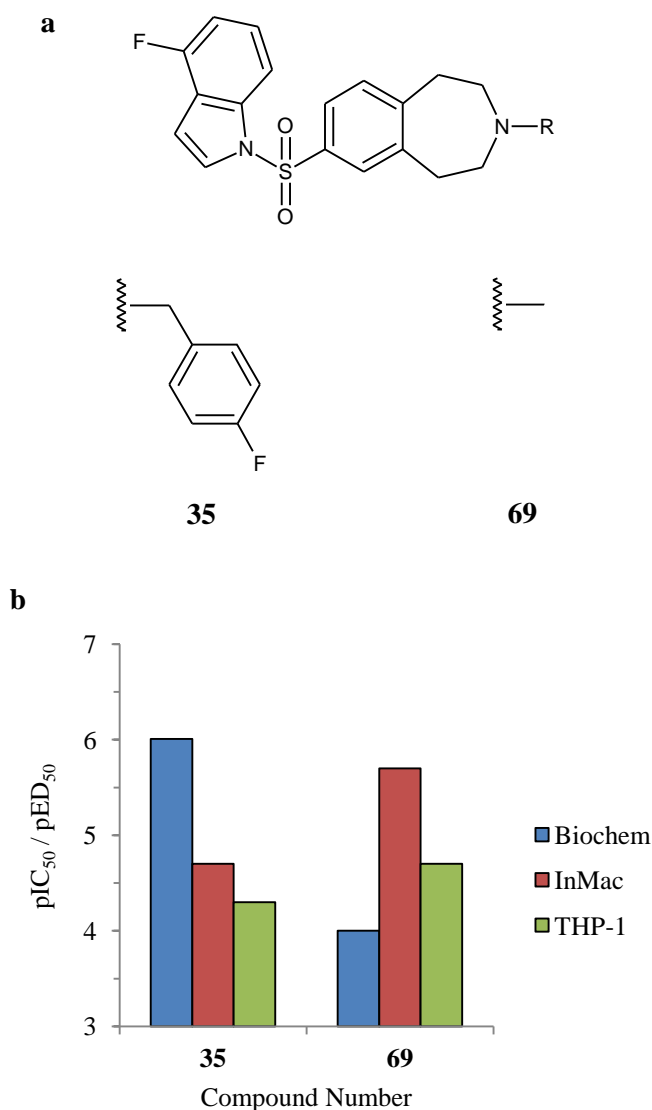 a
F
N
O
S
O
N
R
F
35 69
b
7
6
5
4
3
pIC50 / pED50
35 69
Compound Number
Biochem
InMac
THP-1